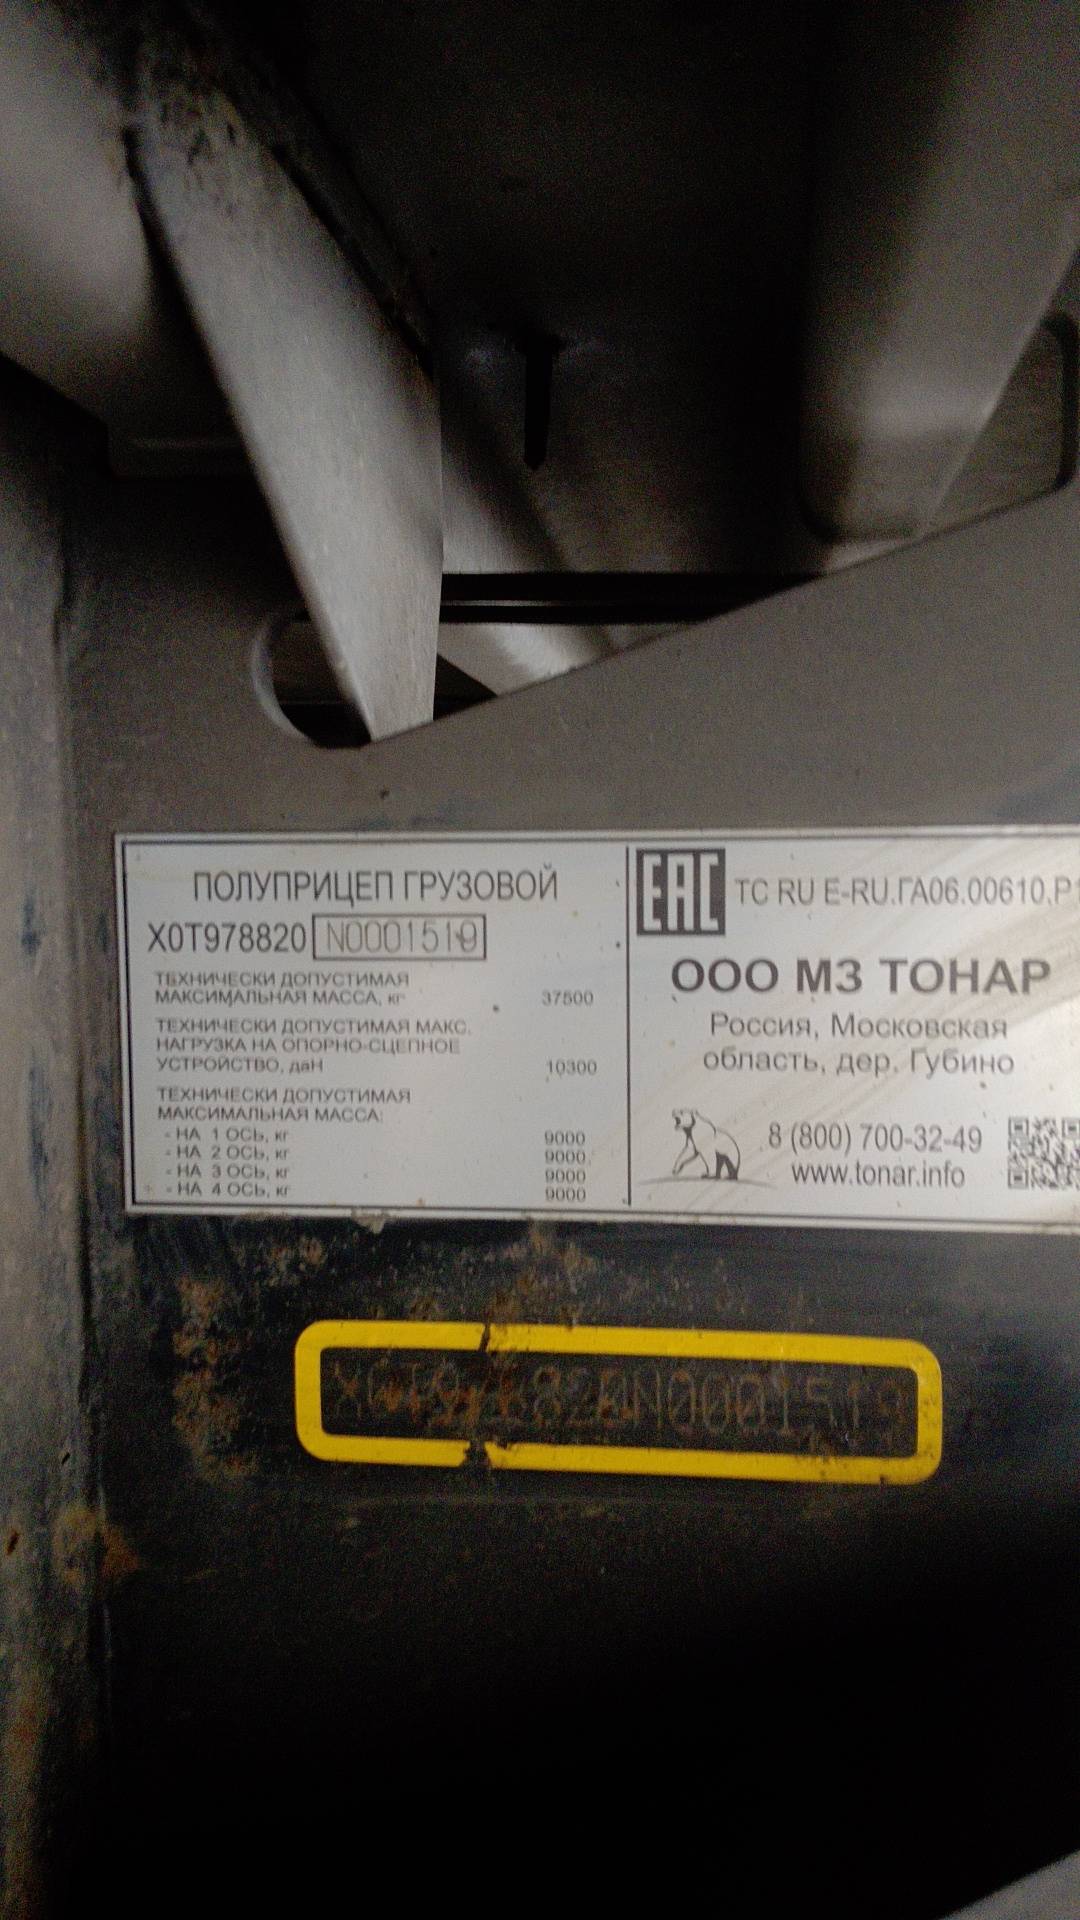 ПОЛУПРИЦЕП ГРУЗОВОЙ
X0T978820 N0001519
ТЕХНИЧЕСКИ ДОПУСТИМАЯ
МАКСИМАЛЬНАЯ МАССА, кг 37500
ТЕХНИЧЕСКИ ДОПУСТИМАЯ МАКС.
НАГРУЗКА НА ОПОРНО-СЦЕПНОЕ
УСТРОЙСТВО, даН 10300
ТЕХНИЧЕСКИ ДОПУСТИМАЯ
МАКСИМАЛЬНАЯ МАССА:
- НА 1 ОСЬ, кг 9000
- НА 2 ОСЬ, кг 9000
- НА 3 ОСЬ, кг 9000
- НА 4 ОСЬ, кг 9000
EAC TC RU E-RU.ГА06.00610.Р1
ООО МЗ ТОНАР
Россия, Московская
область, дер. Губино
8 (800) 700-32-49
www.tonar.info
X0T978820N0001519